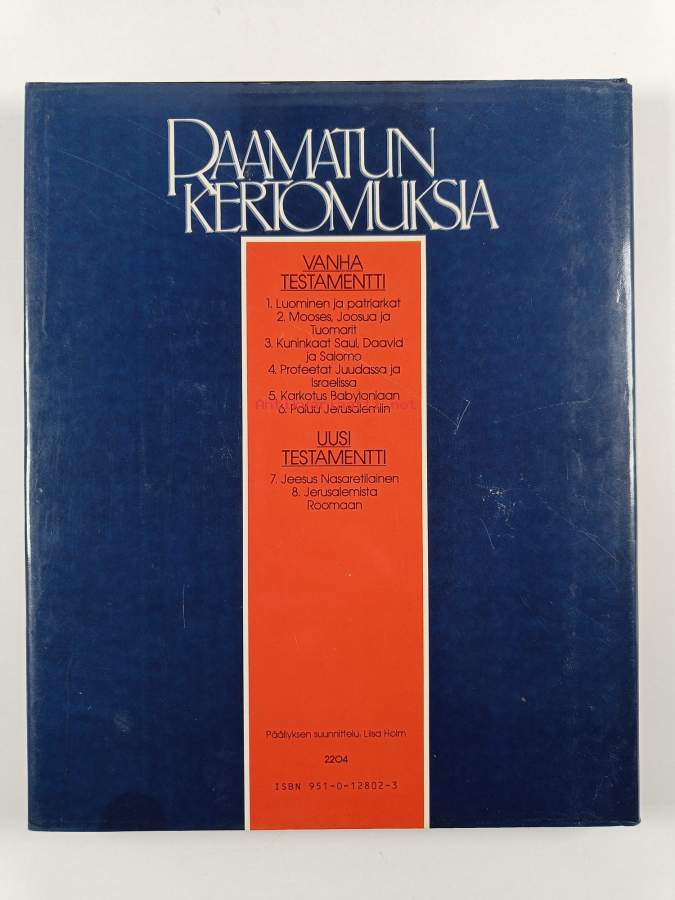 RAAMATUN
KERTOMUKSIA
VANHA
TESTAMENTTI
1. Luominen ja patriarkat
2. Mooses, Joosua ja
Tuomarit
3. Kuninkaat Saul, Daavid
ja Salomo
4. Profeetat Juudassa ja
Israelissa
5. Karkotus Babyloniaan
6. Paluu Jerusalemiin
UUSI
TESTAMENTTI
7. Jeesus Nasaretilainen
8. Jerusalemista
Roomaan
Päällyksen suunnittelu: Liisa Holm
2204
ISBN 951-0-12802-3